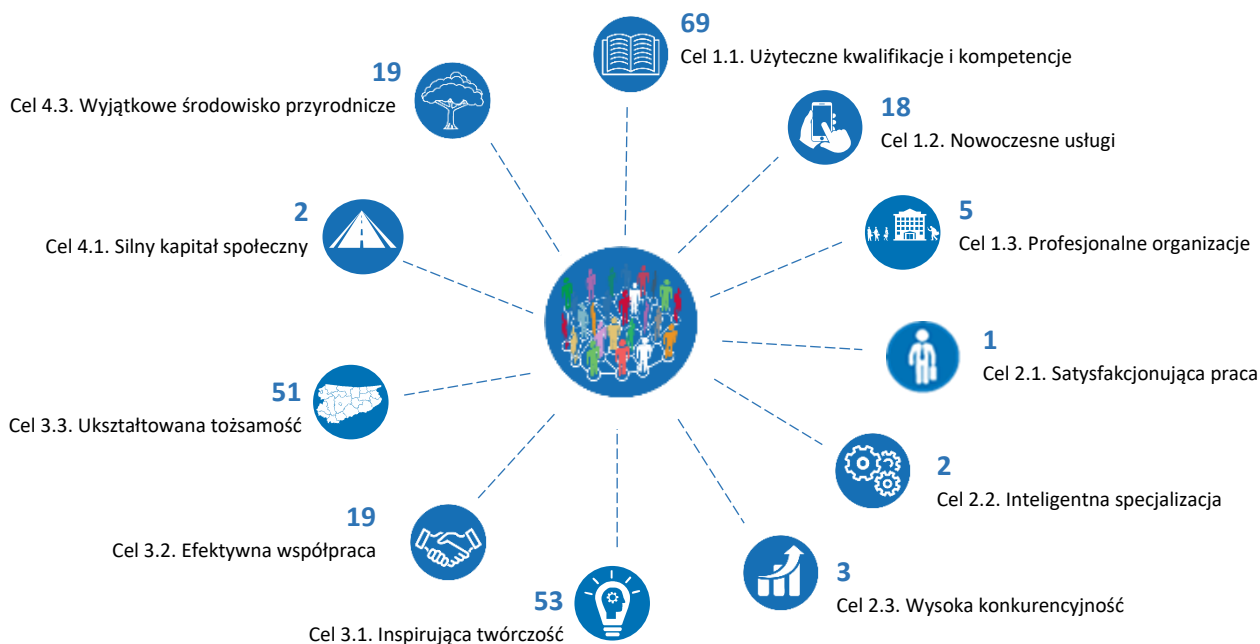 69
Cel 1.1. Użyteczne kwalifikacje i kompetencje
18
Cel 1.2. Nowoczesne usługi
5
Cel 1.3. Profesjonalne organizacje
1
Cel 2.1. Satysfakcjonująca praca
2
Cel 2.2. Inteligentna specjalizacja
3
Cel 2.3. Wysoka konkurencyjność
53
Cel 3.1. Inspirująca twórczość
19
Cel 3.2. Efektywna współpraca
51
Cel 3.3. Ukształtowana tożsamość
2
Cel 4.1. Silny kapitał społeczny
19
Cel 4.3. Wyjątkowe środowisko przyrodnicze